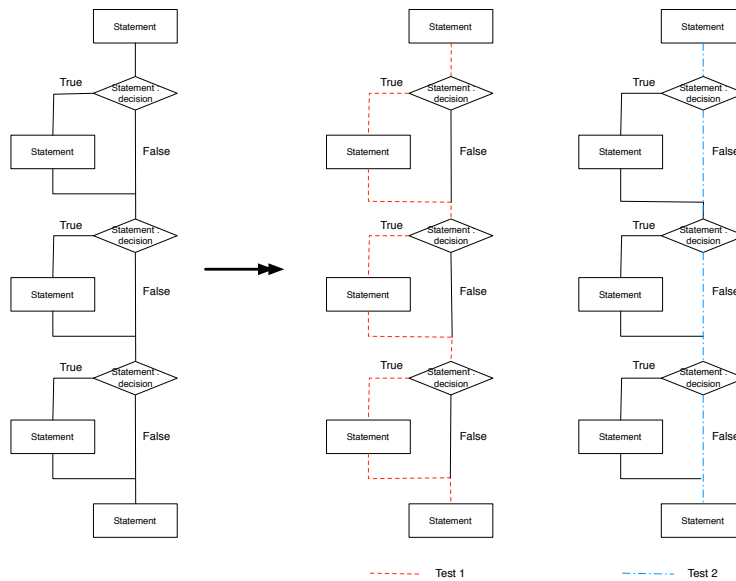 Statement
Statement
Statement
True
Statement :
decision
True
Statement :
decision
True
Statement :
decision
Statement
False
Statement
False
Statement
False
True
Statement :
decision
True
Statement :
decision
True
Statement :
decision
Statement
False
Statement
False
Statement
False
True
Statement :
decision
True
Statement :
decision
True
Statement :
decision
Statement
False
Statement
False
Statement
False
Statement
Statement
Statement
Test 1
Test 2